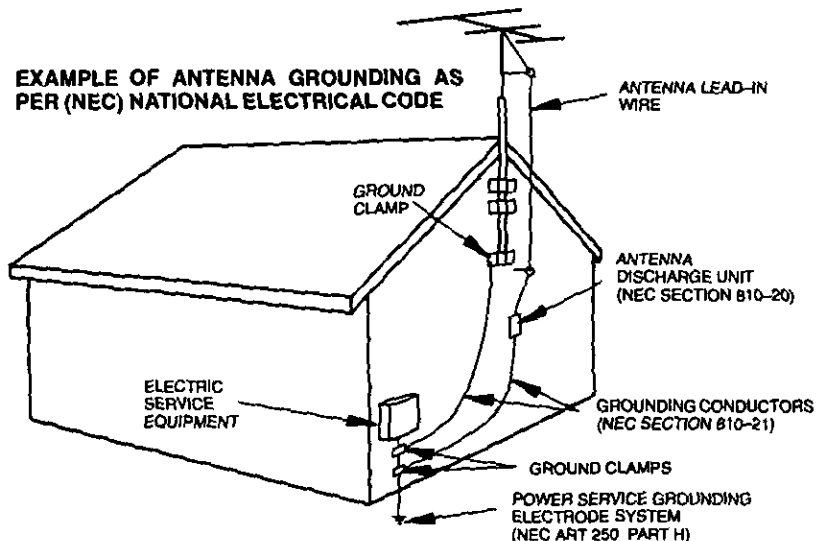 EXAMPLE OF ANTENNA GROUNDING AS
PER (NEC) NATIONAL ELECTRICAL CODE
ANTENNA LEAD-IN
WIRE
GROUND
CLAMP
ANTENNA
DISCHARGE UNIT
(NEC SECTION 810-20)
ELECTRIC
SERVICE
EQUIPMENT
GROUNDING CONDUCTORS
(NEC SECTION 810-21)
GROUND CLAMPS
POWER SERVICE GROUNDING
ELECTRODE SYSTEM
(NEC ART 250 PART H)